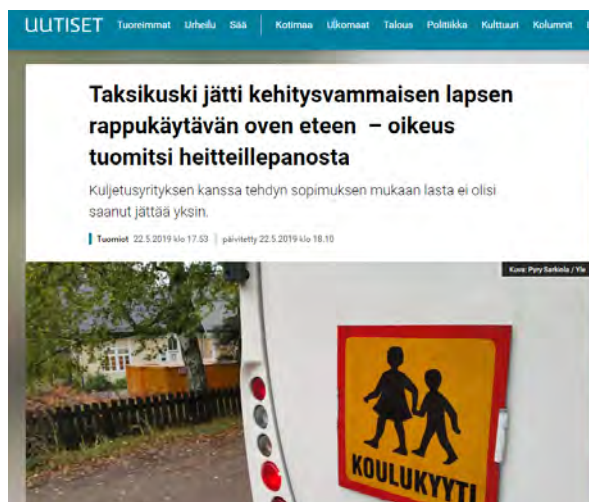 UUTISET Tuoreimmat Urheilu Sää Kotimaa Ulkomaat Talous Politiikka Kulttuuri Kolumnit
Taksikuski jätti kehitysvammaisen lapsen
rappukäytävän oven eteen – oikeus
tuomitsi heitteillepanosta
Kuljetusyrityksen kanssa tehdyn sopimuksen mukaan lasta ei olisi
saanut jättää yksin.
Tuomiot 22.5.2019 klo 17.53 päivitetty 22.5.2019 klo 18.10
Kuva: Pyry Sarkiola / Yle
KOULUKYYTI